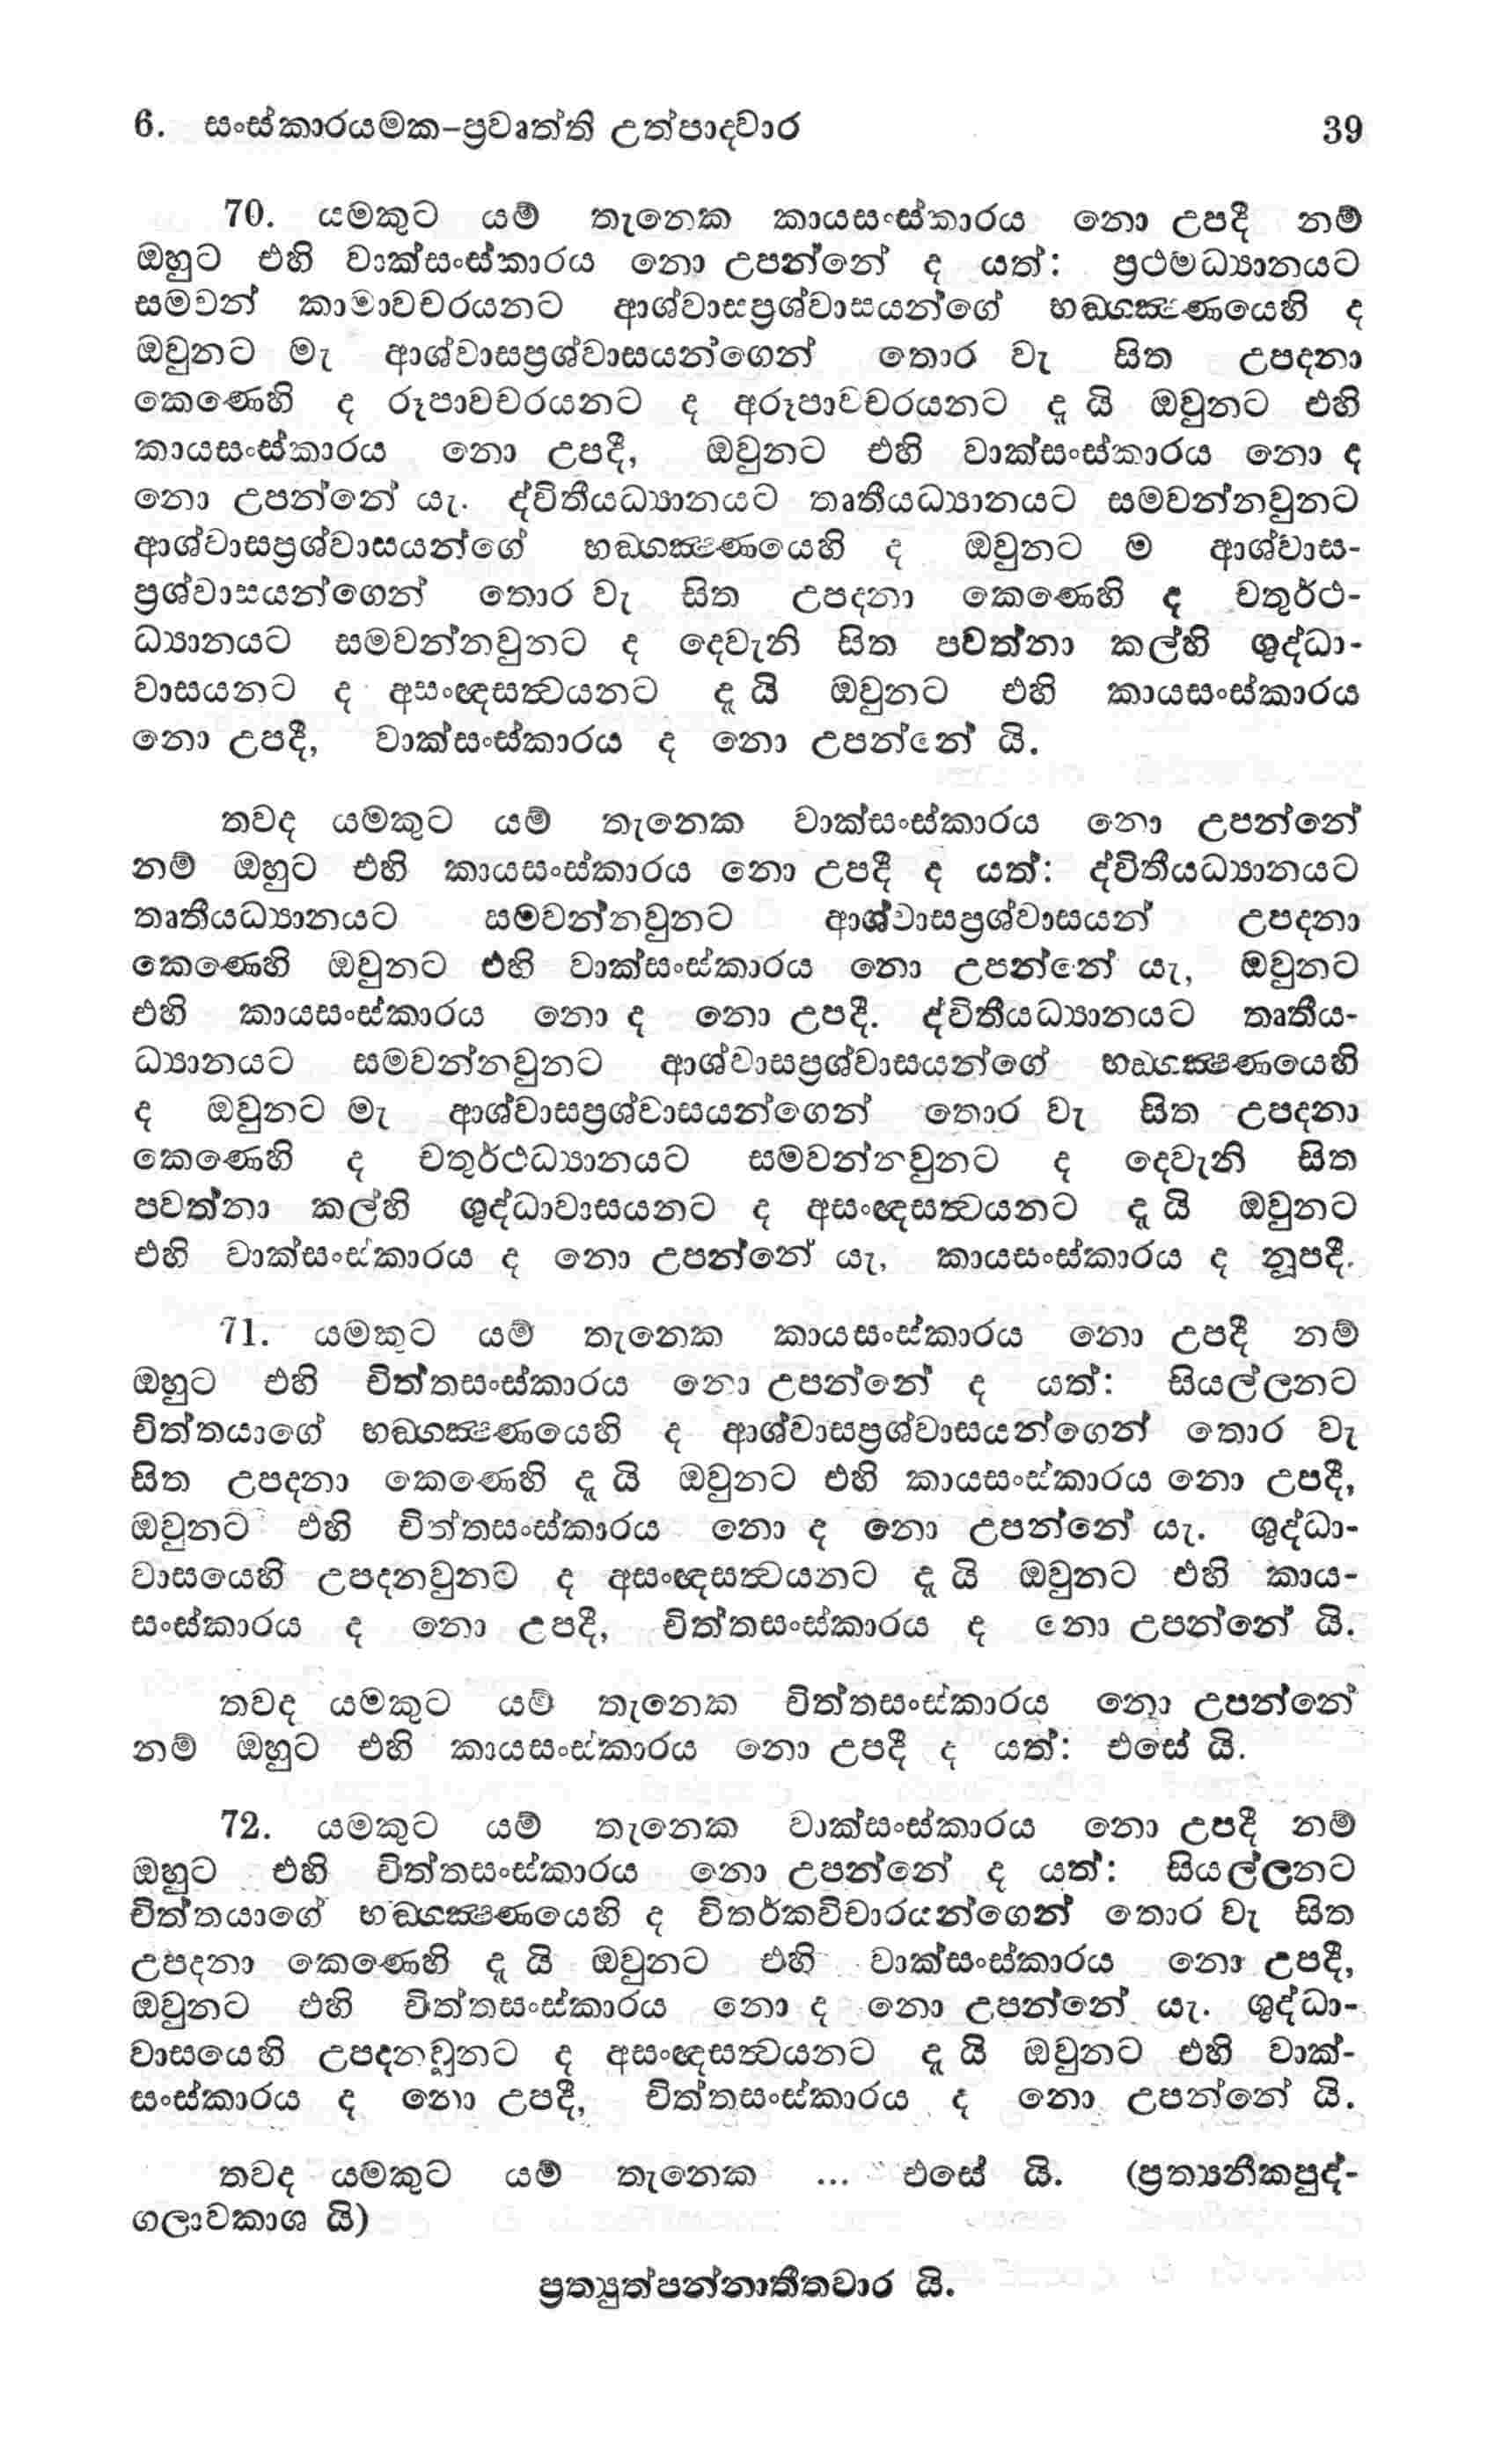 6. සංස්කාරයමක–ප්‍රවෘත්ති උත්පාදවාර 39
70. යමකුට යම් තැනෙක කායසංස්කාරය නො උපදී නම්
ඔහුට එහි වාක්සංස්කාරය නො උපන්නේ ද යත්: ප්‍රථමධ්‍යානයට
සමවන් කාමාවචරයනට ආශ්වාසප්‍රශ්වාසයන්ගේ භඞ්ගක්‍ෂණයෙහි ද
ඔවුනට මැ ආශ්වාසප්‍රශ්වාසයන්ගෙන් තොර වැ සිත උපදනා
කෙණෙහි ද රූපාවචරයනට ද අරූපාවචරයනට දැ යි ඔවුනට එහි
කායසංස්කාරය නො උපදී, ඔවුනට එහි වාක්සංස්කාරය නො ද
නො උපන්නේ යැ. ද්විතීයධ්‍යානයට තෘතීයධ්‍යානයට සමවන්නවුනට
ආශ්වාසප්‍රශ්වාසයන්ගේ භඞ්ගක්‍ෂණයෙහි ද ඔවුනට ම ආශ්වාස-
ප්‍රශ්වාසයන්ගෙන් තොර වැ සිත උපදනා කෙණෙහි ද චතුර්ථ-
ධ්‍යානයට සමවන්නවුනට ද දෙවැනි සිත පවත්නා කල්හි ශුද්ධා-
වාසයනට ද අසංඥසත්‍වයනට දැ යි ඔවුනට එහි කායසංස්කාරය
නො උපදී, වාක්සංස්කාරය ද නො උපන්නේ යි.
තවද යමකුට යම් තැනෙක වාක්සංස්කාරය නො උපන්නේ
නම් ඔහුට එහි කායසංස්කාරය නො උපදී ද යත්: ද්විතීයධ්‍යානයට
තෘතීයධ්‍යානයට සමවන්නවුනට ආශ්වාසප්‍රශ්වාසයන් උපදනා
කෙණෙහි ඔවුනට එහි වාක්සංස්කාරය නො උපන්නේ යැ, ඔවුනට
එහි කායසංස්කාරය නො ද නො උපදී. ද්විතීයධ්‍යානයට තෘතීය-
ධ්‍යානයට සමවන්නවුනට ආශ්වාසප්‍රශ්වාසයන්ගේ භඞ්ගක්‍ෂණයෙහි
ද ඔවුනට මැ ආශ්වාසප්‍රශ්වාසයන්ගෙන් තොර වැ සිත උපදනා
කෙණෙහි ද චතුර්ථධ්‍යානයට සමවන්නවුනට ද දෙවැනි සිත
පවත්නා කල්හි ශුද්ධාවාසයනට ද අසංඥසත්‍වයනට දැ යි ඔවුනට
එහි වාක්සංස්කාරය ද නො උපන්නේ යැ, කායසංස්කාරය ද නූපදී.
71. යමකුට යම් තැනෙක කායසංස්කාරය නො උපදී නම්
ඔහුට එහි චිත්තසංස්කාරය නො උපන්නේ ද යත්: සියල්ලනට
චිත්තයාගේ භඞ්ගක්‍ෂණයෙහි ද ආශ්වාසප්‍රශ්වාසයන්ගෙන් තොර වැ
සිත උපදනා කෙණෙහි දැ යි ඔවුනට එහි කායසංස්කාරය නො උපදී,
ඔවුනට එහි චිත්තසංස්කාරය නො ද නො උපන්නේ යැ. ශුද්ධා-
වාසයෙහි උපදනවුනට ද අසංඥසත්‍වයනට දැ යි ඔවුනට එහි කාය-
සංස්කාරය ද නො උපදී, චිත්තසංස්කාරය ද නො උපන්නේ යි.
තවද යමකුට යම් තැනෙක චිත්තසංස්කාරය නො උපන්නේ
නම් ඔහුට එහි කායසංස්කාරය නො උපදී ද යත්: එසේ යි.
72. යමකුට යම් තැනෙක වාක්සංස්කාරය නො උපදී නම්
ඔහුට එහි චිත්තසංස්කාරය නො උපන්නේ ද යත්: සියල්ලනට
චිත්තයාගේ භඞ්ගක්‍ෂණයෙහි ද විතර්කවිචාරයන්ගෙන් තොර වැ සිත
උපදනා කෙණෙහි දැ යි ඔවුනට එහි වාක්සංස්කාරය නො උපදී,
ඔවුනට එහි චිත්තසංස්කාරය නො ද නො උපන්නේ යැ. ශුද්ධා-
වාසයෙහි උපදනවුනට ද අසංඥසත්‍වයනට දැ යි ඔවුනට එහි වාක්-
සංස්කාරය ද නො උපදී, චිත්තසංස්කාරය ද නො උපන්නේ යි.
තවද යමකුට යම් තැනෙක ... එසේ යි. (ප්‍රත්‍යනීකපුද්-
ගලාවකාශ යි)
ප්‍රත්‍යුත්පන්නාතීතවාර යි.